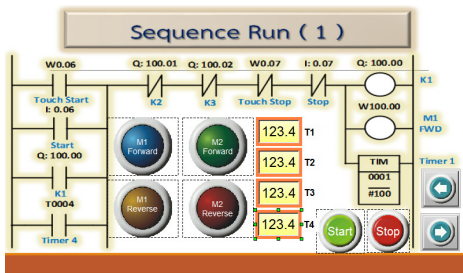 Sequence Run ( 1 )
W0.06 Q: 100.01 Q: 100.02 W0.07 I: 0.07 Q: 100.00
K1
Touch Start K2 K3 Touch Stop Stop
I: 0.06 W100.00
M1
FWD
Start
Q: 100.00
M1 Forward M2 Forward 123.4 T1
TIM Timer 1
123.4 T2
0001
K1
#100
T0004
M1 Reverse M2 Reverse 123.4 T3
123.4 T4 Start Stop
Timer 4